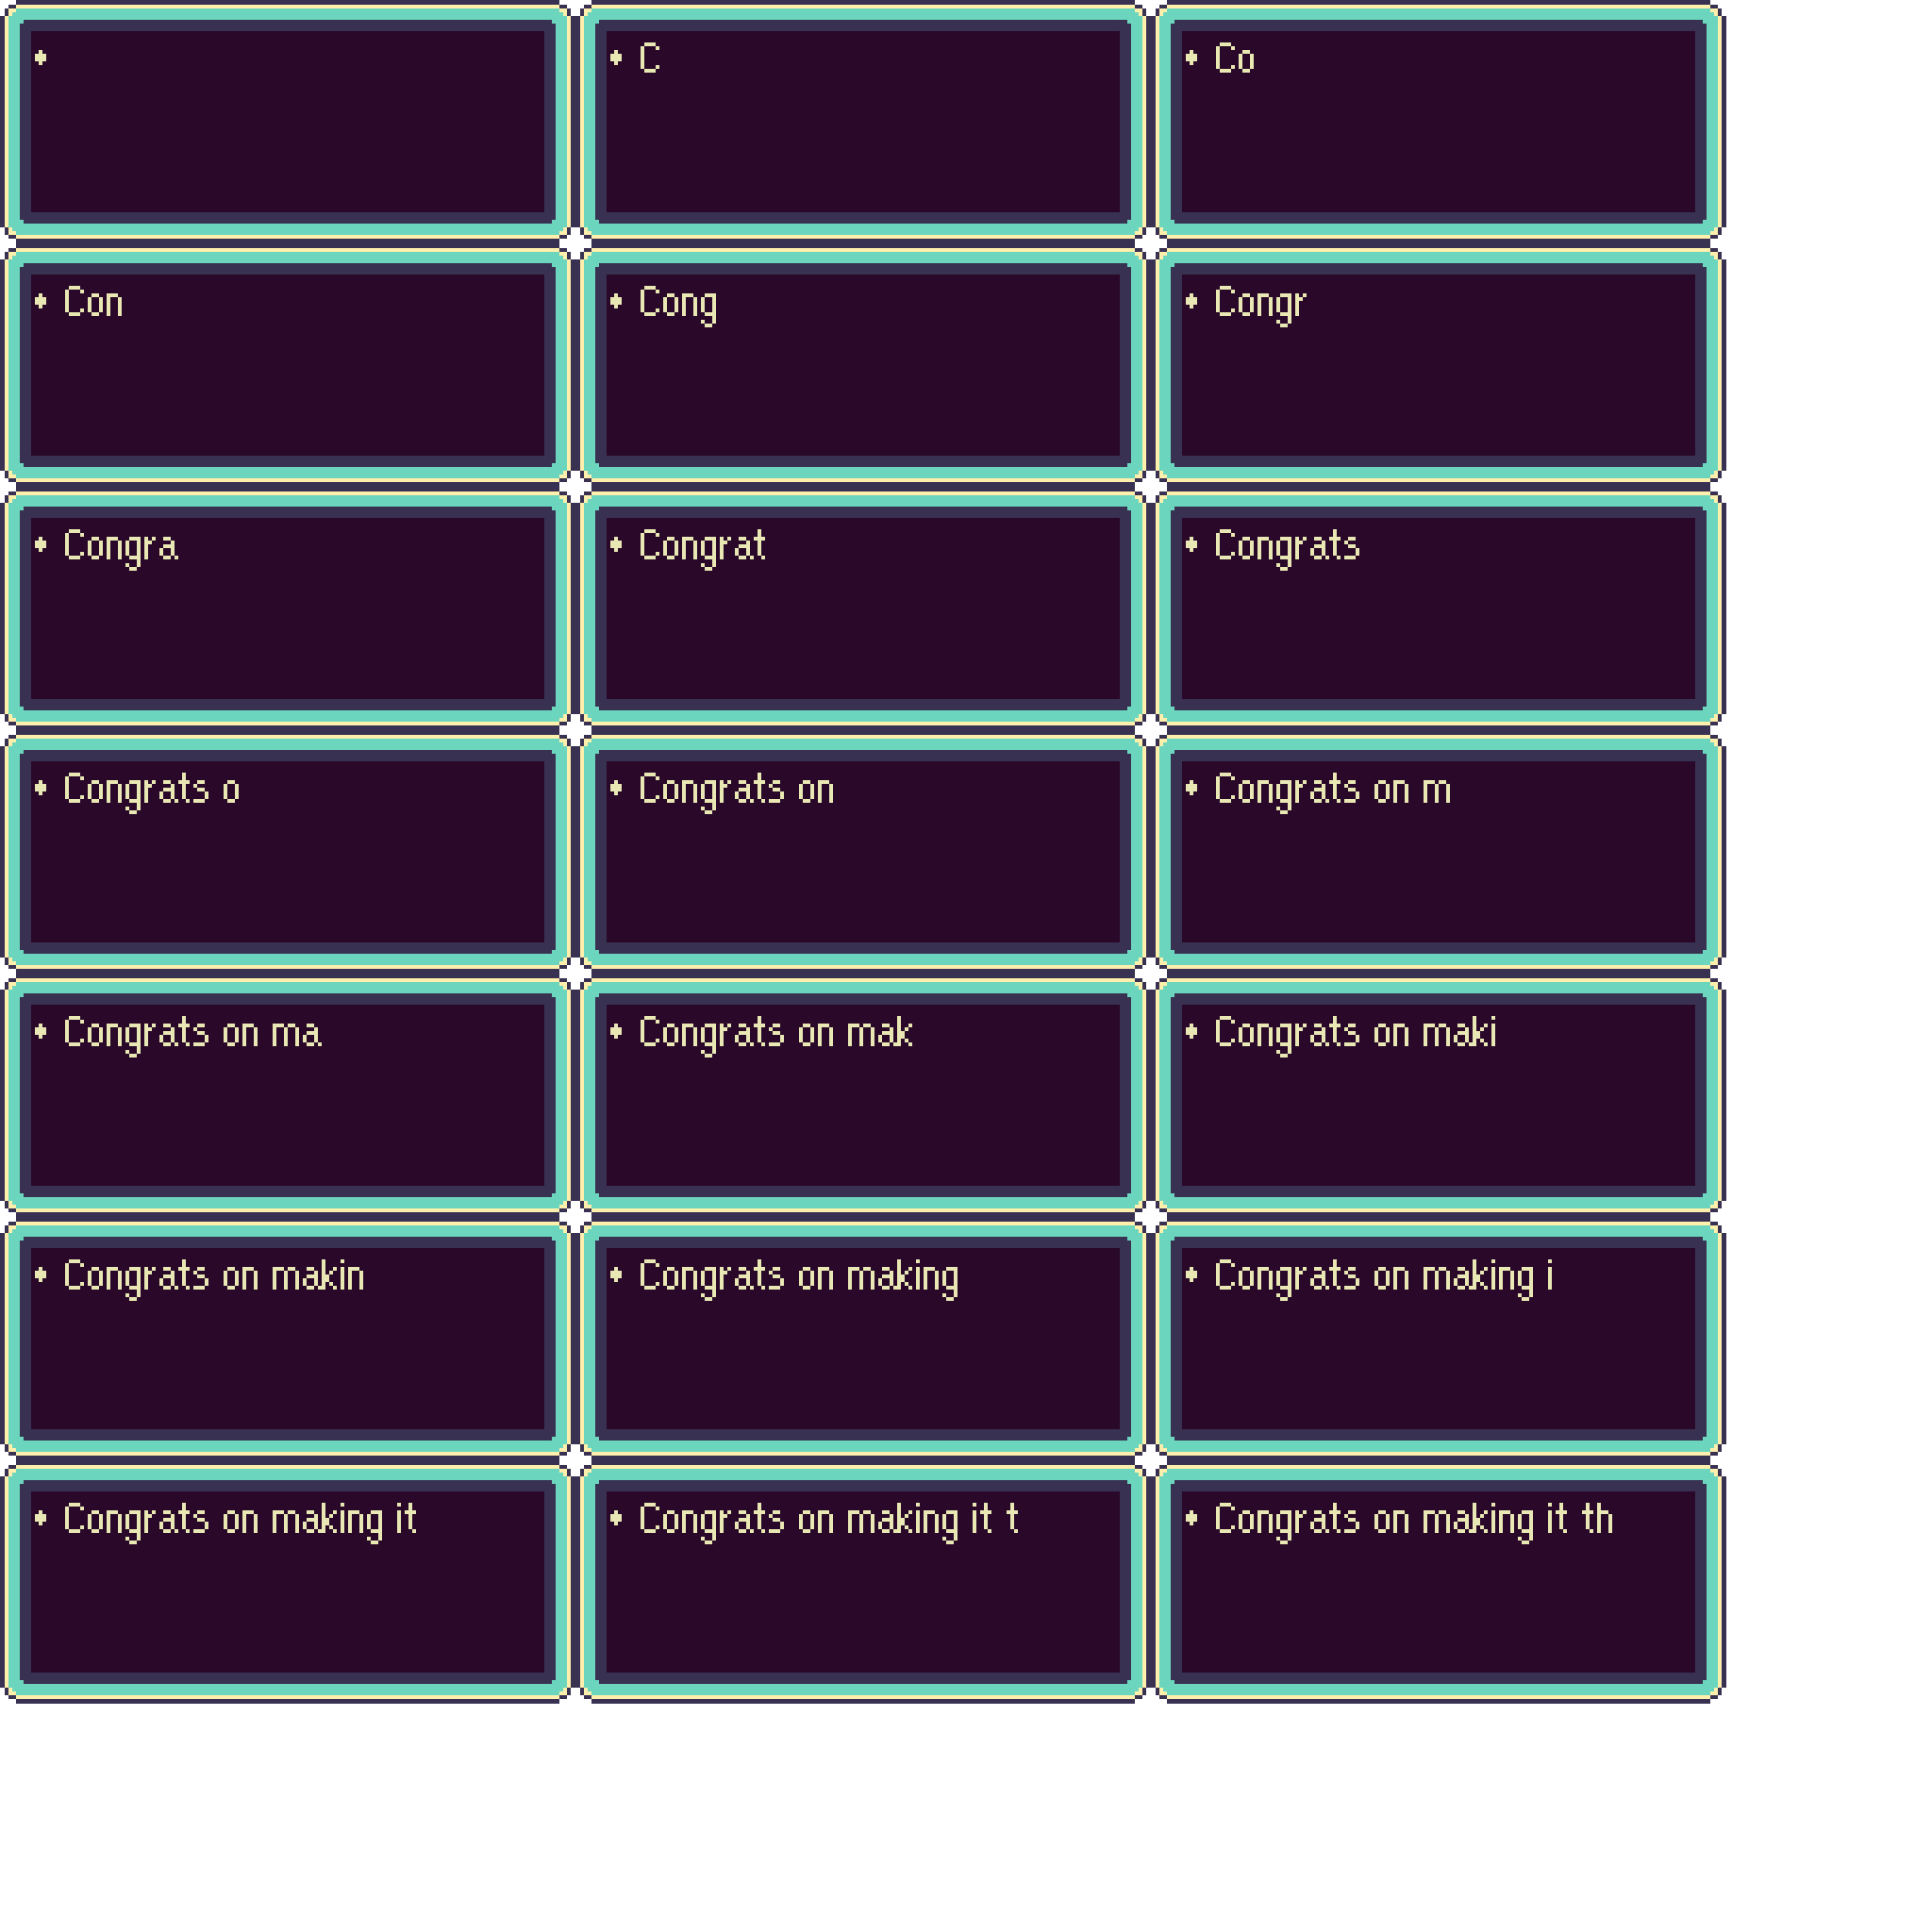 •
• C
• Co
• Con
• Cong
• Congr
• Congra
• Congrat
• Congrats
• Congrats o
• Congrats on
• Congrats on m
• Congrats on ma
• Congrats on mak
• Congrats on maki
• Congrats on makin
• Congrats on making
• Congrats on making i
• Congrats on making it
• Congrats on making it t
• Congrats on making it th